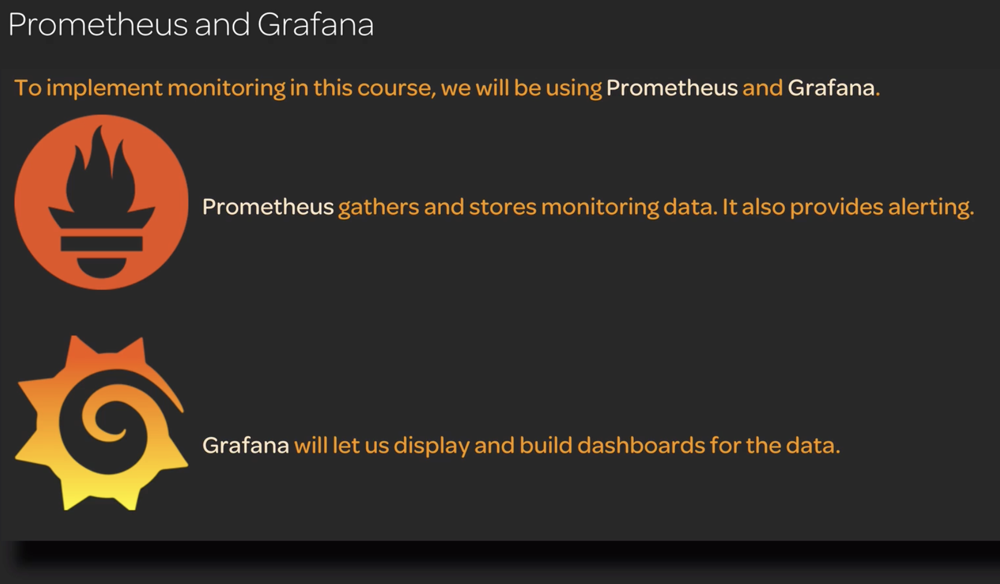 Prometheus and Grafana
To implement monitoring in this course, we will be using Prometheus and Grafana.
Prometheus gathers and stores monitoring data. It also provides alerting.
Grafana will let us display and build dashboards for the data.